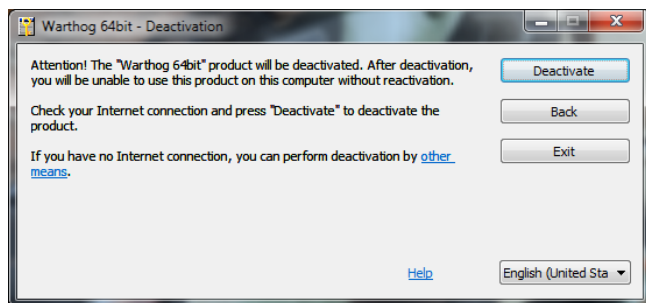 Warthog 64bit - Deactivation
Attention! The "Warthog 64bit" product will be deactivated. After deactivation,
you will be unable to use this product on this computer without reactivation.
Deactivate
Check your Internet connection and press "Deactivate" to deactivate the
product.
Back
If you have no Internet connection, you can perform deactivation by other
means.
Exit
Help
English (United Sta